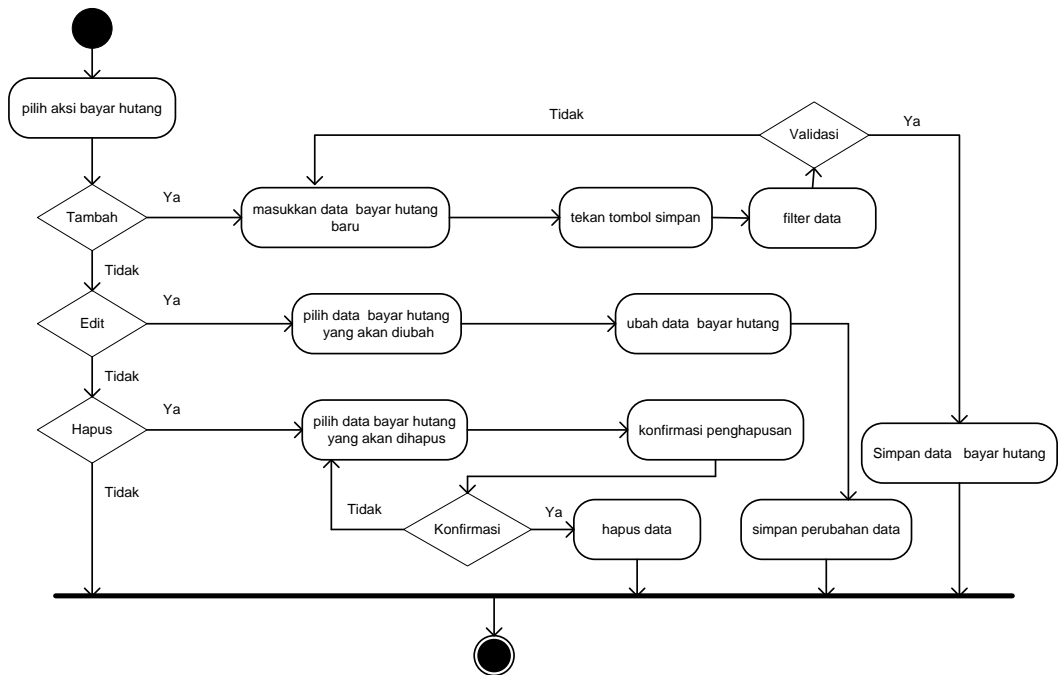 pilih aksi bayar hutang
Tidak
Validasi
Ya
Tambah
Ya
masukkan data bayar hutang
baru
tekan tombol simpan
filter data
Tidak
Edit
Ya
pilih data bayar hutang
yang akan diubah
ubah data bayar hutang
Tidak
Hapus
Ya
pilih data bayar hutang
yang akan dihapus
konfirmasi penghapusan
Simpan data bayar hutang
Tidak
Tidak
Konfirmasi
Ya
hapus data
simpan perubahan data